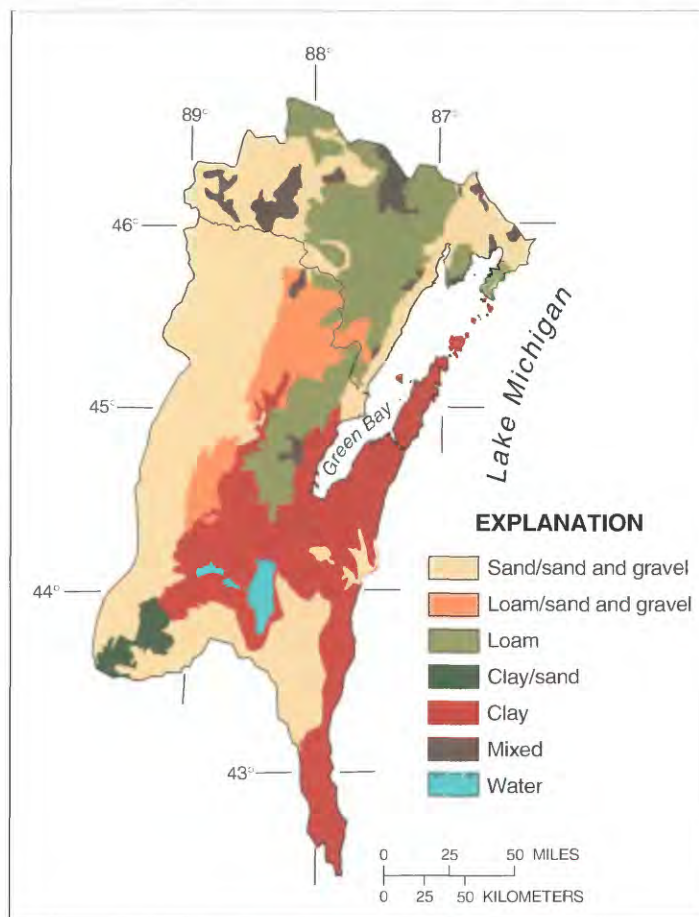 88°
89°
87°
46°
45°
44°
43°
Lake Michigan
Green Bay
EXPLANATION
Sand/sand and gravel
Loam/sand and gravel
Loam
Clay/sand
Clay
Mixed
Water
0 25 50 MILES
0 25 50 KILOMETERS